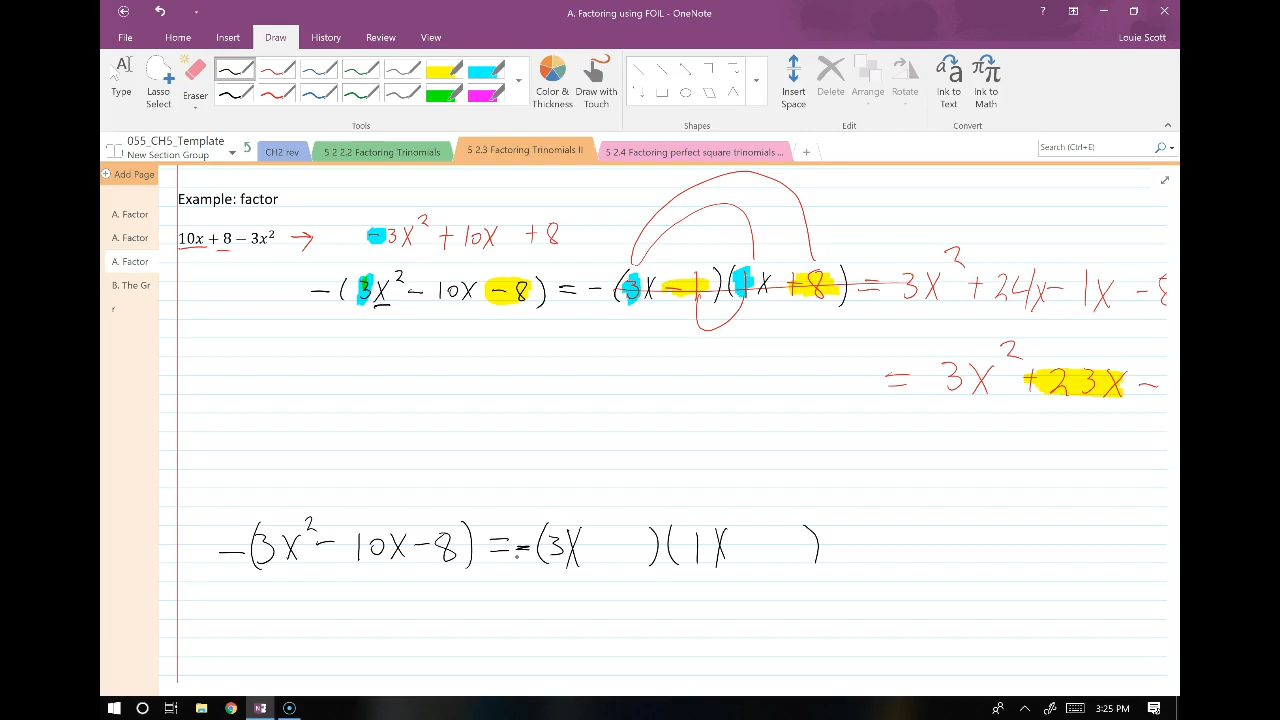 A. Factoring using FOIL - OneNote
?
File Home Insert Draw History Review View
Louie Scott
Type Lasso Select Eraser Color & Thickness Draw with Touch Insert Space Delete Arrange Rotate Ink to Text Ink to Math
Tools Shapes Edit Convert
055_CH5_Template
New Section Group
CH2 rev 5 2 2.2 Factoring Trinomials 5 2.3 Factoring Trinomials II 5 2.4 Factoring perfect square trinomials ... + Search (Ctrl+E)
Add Page
A. Factor
A. Factor
A. Factor
B. The Gr
r
Example: factor
10x + 8 − 3x² → -3x² + 10x + 8
-(3x² - 10x - 8) = -(3x - 1)(1x + 8) = 3x² + 24x - 1x - 8
= 3x² + 23x -
-(3x² - 10x - 8) = -(3x )(1x )
3:25 PM